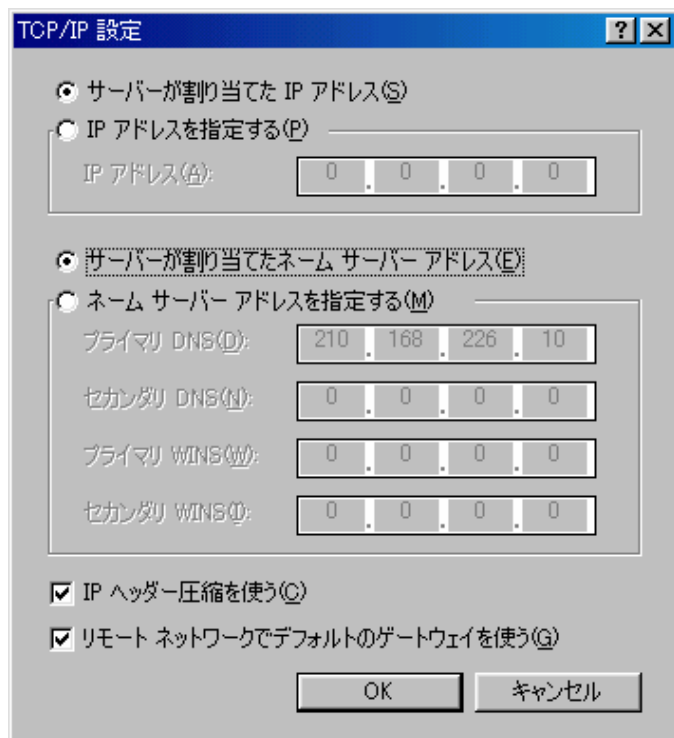 TCP/IP 設定
サーバーが割り当てた IP アドレス(S)
IP アドレスを指定する(P)
IP アドレス(A): 0 . 0 . 0 . 0
サーバーが割り当てたネーム サーバー アドレス(E)
ネーム サーバー アドレスを指定する(M)
プライマリ DNS(D): 210 . 168 . 226 . 10
セカンダリ DNS(N): 0 . 0 . 0 . 0
プライマリ WINS(W): 0 . 0 . 0 . 0
セカンダリ WINS(I): 0 . 0 . 0 . 0
IP ヘッダー圧縮を使う(C)
リモート ネットワークでデフォルトのゲートウェイを使う(G)
OK キャンセル